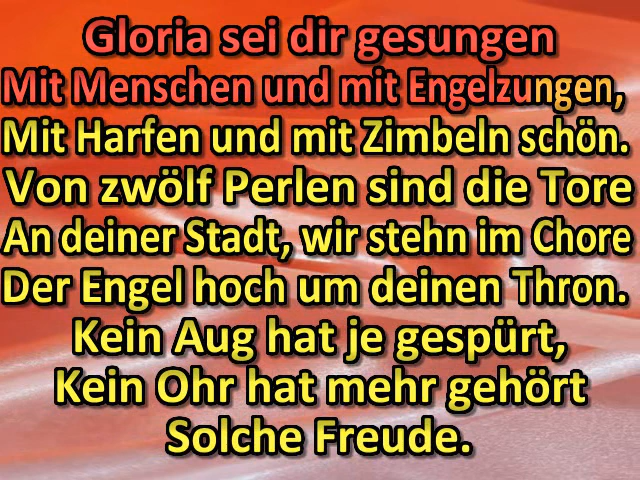 Gloria sei dir gesungen
Mit Menschen und mit Engelzungen,
Mit Harfen und mit Zimbeln schön.
Von zwölf Perlen sind die Tore
An deiner Stadt, wir stehn im Chore
Der Engel hoch um deinen Thron.
Kein Aug hat je gespürt,
Kein Ohr hat mehr gehört
Solche Freude.